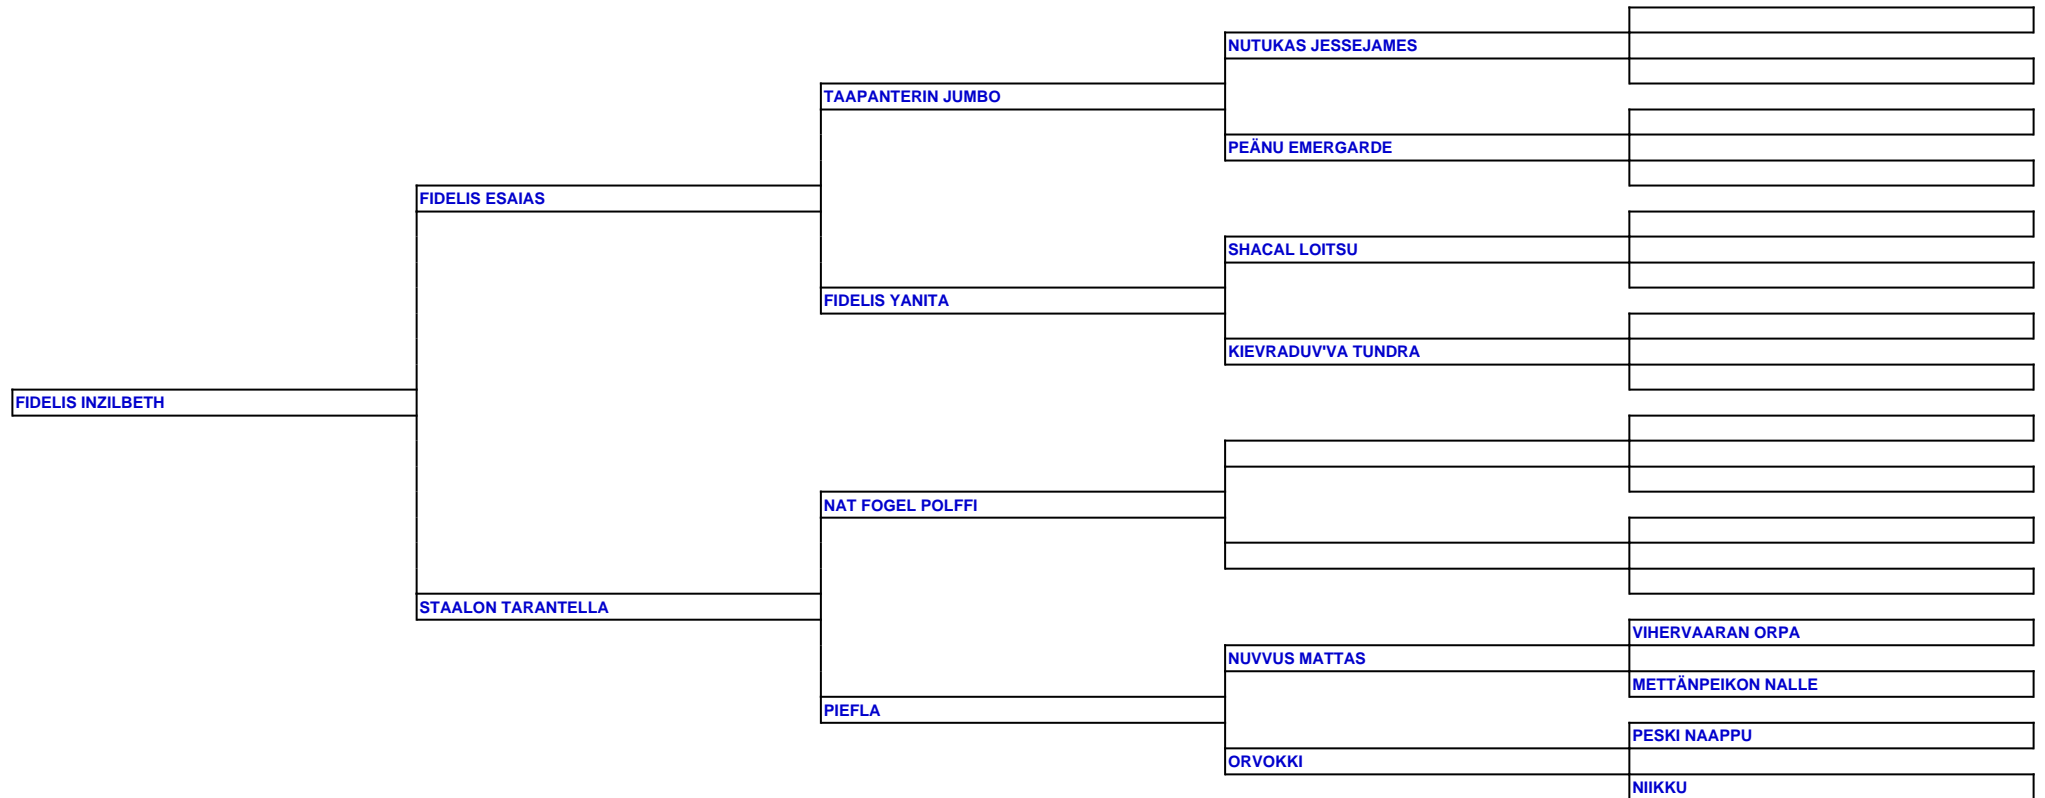 NUTUKAS JESSEJAMES
TAAPANTERIN JUMBO
PEÄNU EMERGARDE
FIDELIS ESAIAS
SHACAL LOITSU
FIDELIS YANITA
KIEVRADUV'VA TUNDRA
FIDELIS INZILBETH
NAT FOGEL POLFFI
STAALON TARANTELLA
VIHERVAARAN ORPA
NUVVUS MATTAS
METTÄNPEIKON NALLE
PIEFLA
PESKI NAAPPU
ORVOKKI
NIIKKU